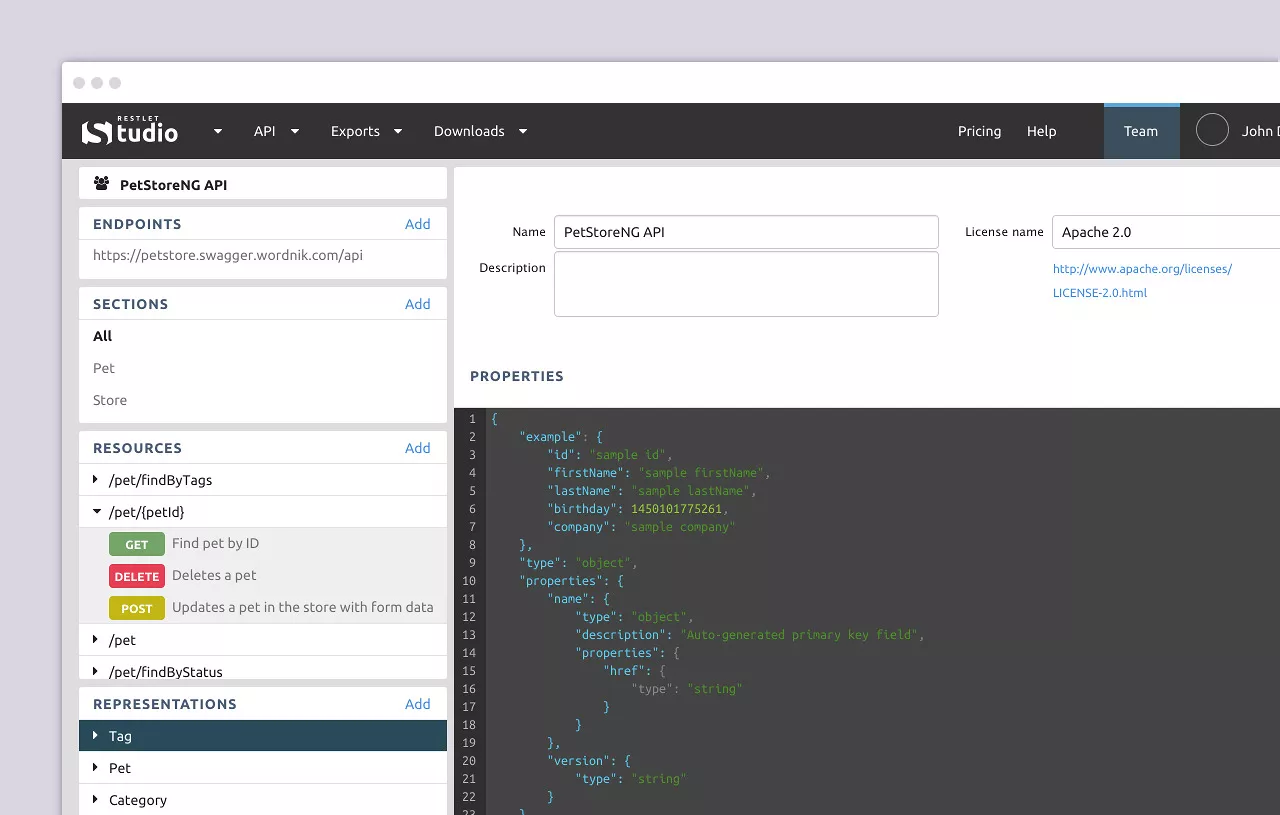 RESTLET
Studio
API
Exports
Downloads
Pricing
Help
Team
John
PetStoreNG API
ENDPOINTS
Add
https://petstore.swagger.wordnik.com/api
SECTIONS
Add
All
Pet
Store
RESOURCES
Add
/pet/findByTags
/pet/{petId}
GET Find pet by ID
DELETE Deletes a pet
POST Updates a pet in the store with form data
/pet
/pet/findByStatus
REPRESENTATIONS
Add
Tag
Pet
Category
Name
PetStoreNG API
Description
License name
Apache 2.0
http://www.apache.org/licenses/
LICENSE-2.0.html
PROPERTIES
1 {
2 "example": {
3 "id": "sample id",
4 "firstName": "sample firstName",
5 "lastName": "sample lastName",
6 "birthday": 1450101775261,
7 "company": "sample company"
8 },
9 "type": "object",
10 "properties": {
11 "name": {
12 "type": "object",
13 "description": "Auto-generated primary key field",
14 "properties": {
15 "href": {
16 "type": "string"
17 }
18 }
19 },
20 "version": {
21 "type": "string"
22 }
23 }